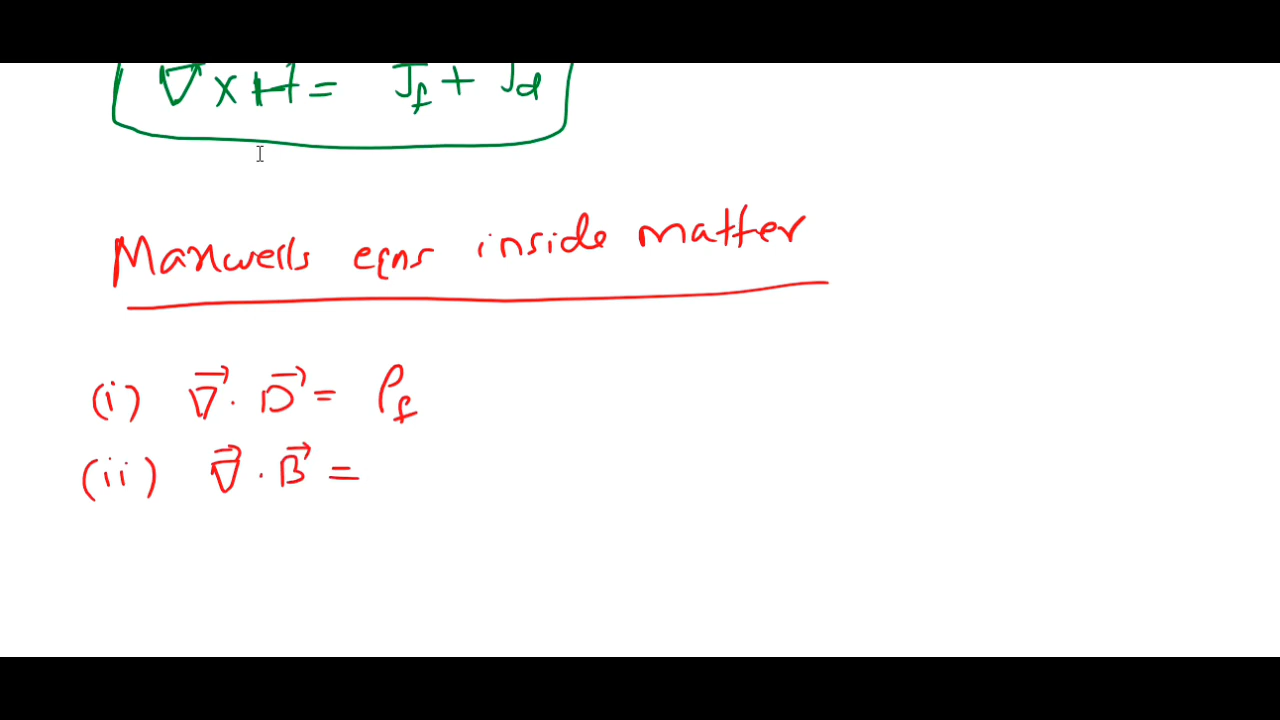 ∇ × H = J_f + J_d
Maxwells eqns inside matter
(i) ∇⃗ · D⃗ = ρ_f
(ii) ∇⃗ · B⃗ =